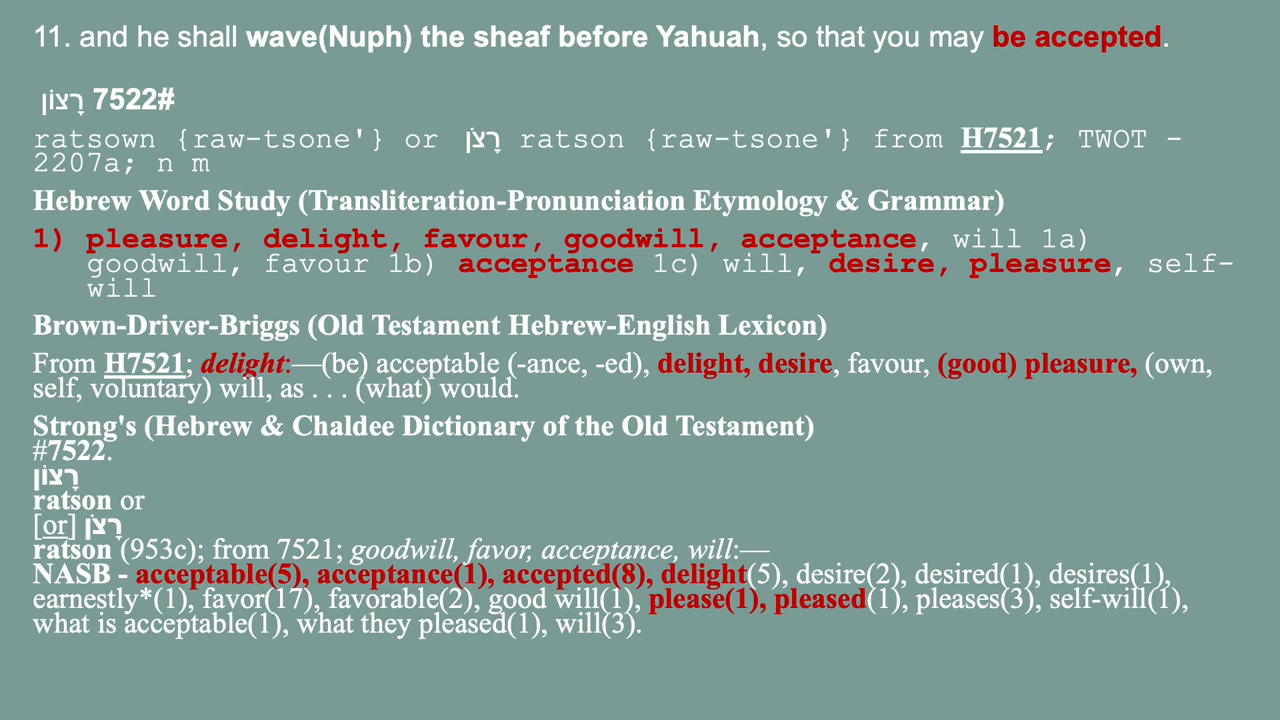 11. and he shall wave(Nuph) the sheaf before Yahuah, so that you may be accepted.
רָצוֹן 7522#
ratsown {raw-tsone'} or רָצֹן ratson {raw-tsone'} from H7521; TWOT -
2207a; n m
Hebrew Word Study (Transliteration-Pronunciation Etymology & Grammar)
1) pleasure, delight, favour, goodwill, acceptance, will 1a)
goodwill, favour 1b) acceptance 1c) will, desire, pleasure, self-
will
Brown-Driver-Briggs (Old Testament Hebrew-English Lexicon)
From H7521; delight:—(be) acceptable (-ance, -ed), delight, desire, favour, (good) pleasure, (own,
self, voluntary) will, as . . . (what) would.
Strong's (Hebrew & Chaldee Dictionary of the Old Testament)
#7522.
רָצוֹן
ratson or
[or] רָצֹן
ratson (953c); from 7521; goodwill, favor, acceptance, will:—
NASB - acceptable(5), acceptance(1), accepted(8), delight(5), desire(2), desired(1), desires(1),
earnestly*(1), favor(17), favorable(2), good will(1), please(1), pleased(1), pleases(3), self-will(1),
what is acceptable(1), what they pleased(1), will(3).